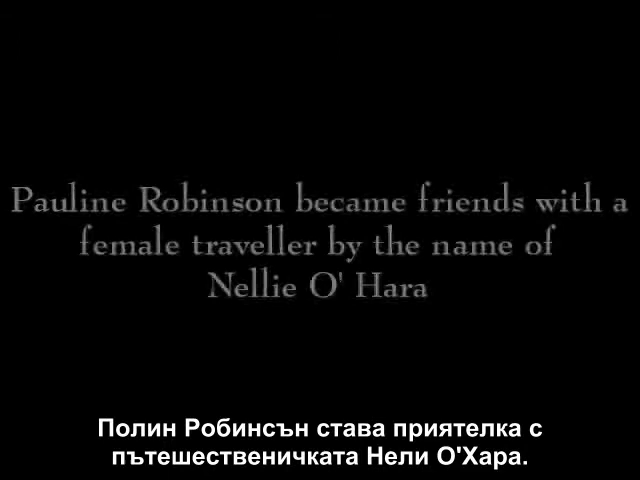 Pauline Robinson became friends with a
female traveller by the name of
Nellie O' Hara
Полин Робинсън става приятелка с
пътешественичката Нели О'Хара.